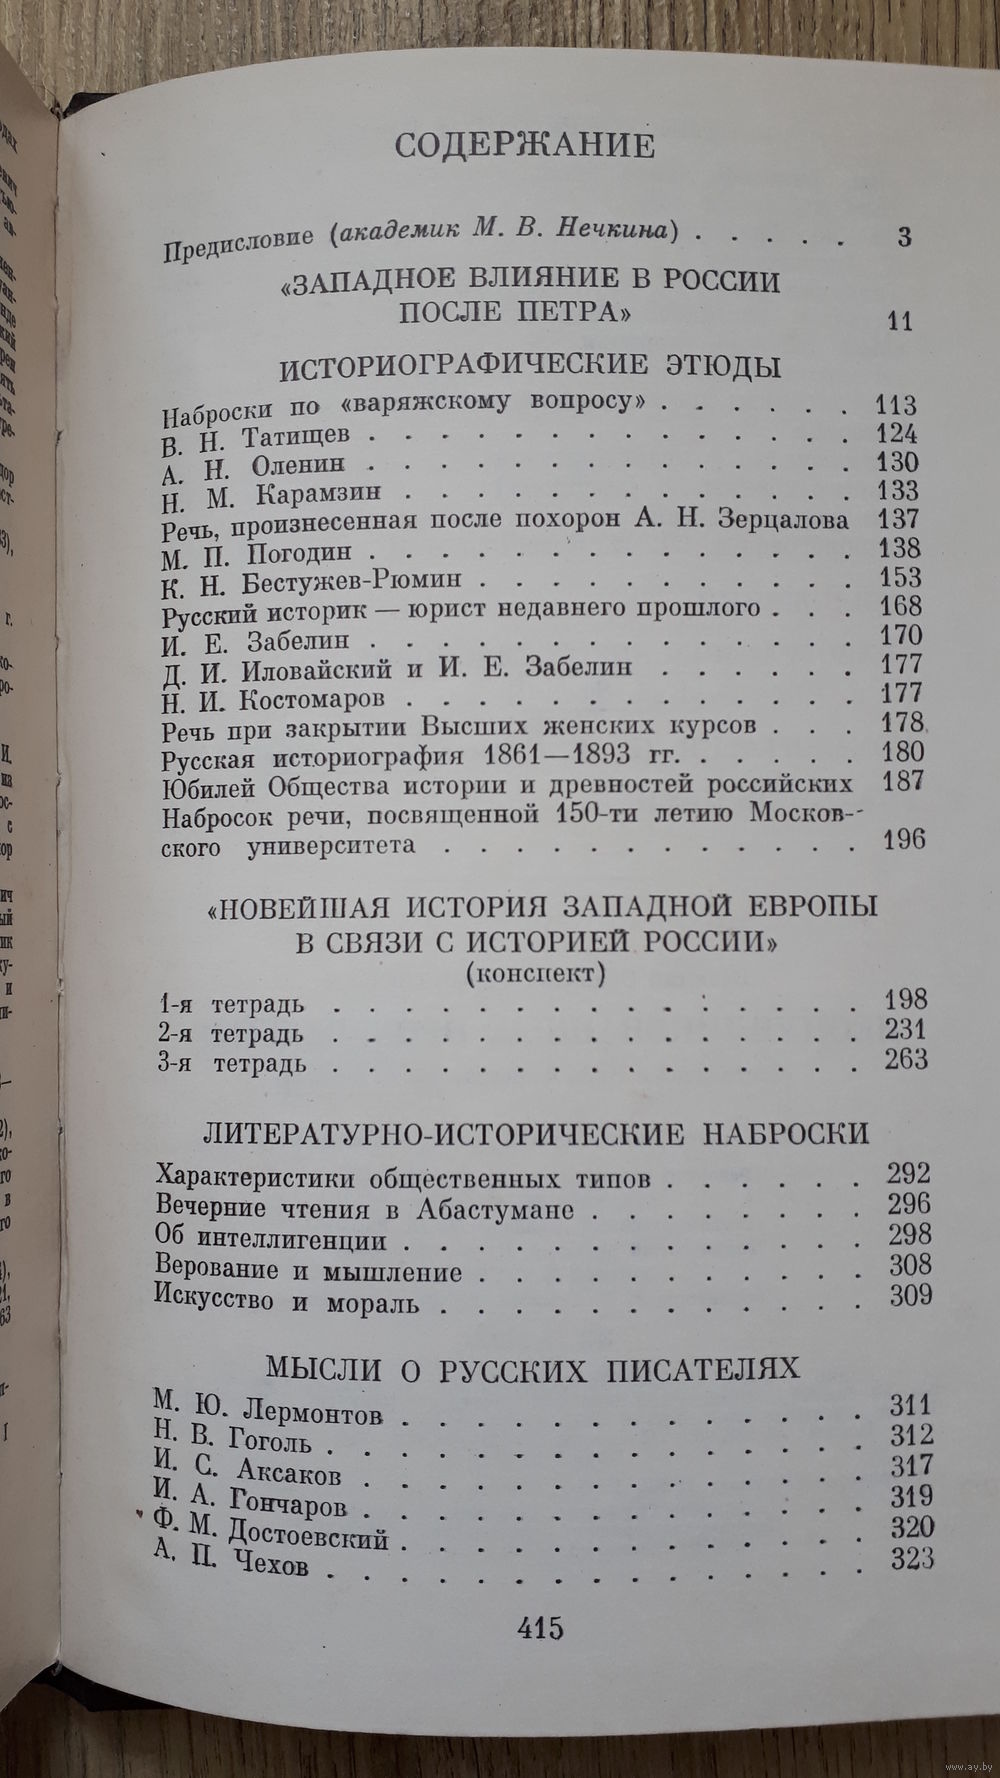 СОДЕРЖАНИЕ
Предисловие (академик М. В. Нечкина) . . . . . 3
«ЗАПАДНОЕ ВЛИЯНИЕ В РОССИИ
ПОСЛЕ ПЕТРА» 11
ИСТОРИОГРАФИЧЕСКИЕ ЭТЮДЫ
Наброски по «варяжскому вопросу» . . . . . . 113
В. Н. Татищев . . . . . . . . . . . . . . 124
А. Н. Оленин . . . . . . . . . . . . . . 130
Н. М. Карамзин . . . . . . . . . . . . . 133
Речь, произнесенная после похорон А. Н. Зерцалова 137
М. П. Погодин . . . . . . . . . . . . . . 138
К. Н. Бестужев-Рюмин . . . . . . . . . . . 153
Русский историк — юрист недавнего прошлого . . . 168
И. Е. Забелин . . . . . . . . . . . . . . 170
Д. И. Иловайский и И. Е. Забелин . . . . . . 177
Н. И. Костомаров . . . . . . . . . . . . . 177
Речь при закрытии Высших женских курсов . . . 178
Русская историография 1861—1893 гг. . . . . . 180
Юбилей Общества истории и древностей российских 187
Набросок речи, посвященной 150-ти летию Москов-
ского университета . . . . . . . . . . . . 196
«НОВЕЙШАЯ ИСТОРИЯ ЗАПАДНОЙ ЕВРОПЫ
В СВЯЗИ С ИСТОРИЕЙ РОССИИ»
(конспект)
1-я тетрадь . . . . . . . . . . . . . . . 198
2-я тетрадь . . . . . . . . . . . . . . . 231
3-я тетрадь . . . . . . . . . . . . . . . 263
ЛИТЕРАТУРНО-ИСТОРИЧЕСКИЕ НАБРОСКИ
Характеристики общественных типов . . . . . . 292
Вечерние чтения в Абастумане . . . . . . . . 296
Об интеллигенции . . . . . . . . . . . . . 298
Верование и мышление . . . . . . . . . . . 308
Искусство и мораль . . . . . . . . . . . . 309
МЫСЛИ О РУССКИХ ПИСАТЕЛЯХ
М. Ю. Лермонтов . . . . . . . . . . . . . 311
Н. В. Гоголь . . . . . . . . . . . . . . . 312
И. С. Аксаков . . . . . . . . . . . . . . 317
И. А. Гончаров . . . . . . . . . . . . . . 319
Ф. М. Достоевский . . . . . . . . . . . . . 320
А. П. Чехов . . . . . . . . . . . . . . . 323
415
www.ay.by